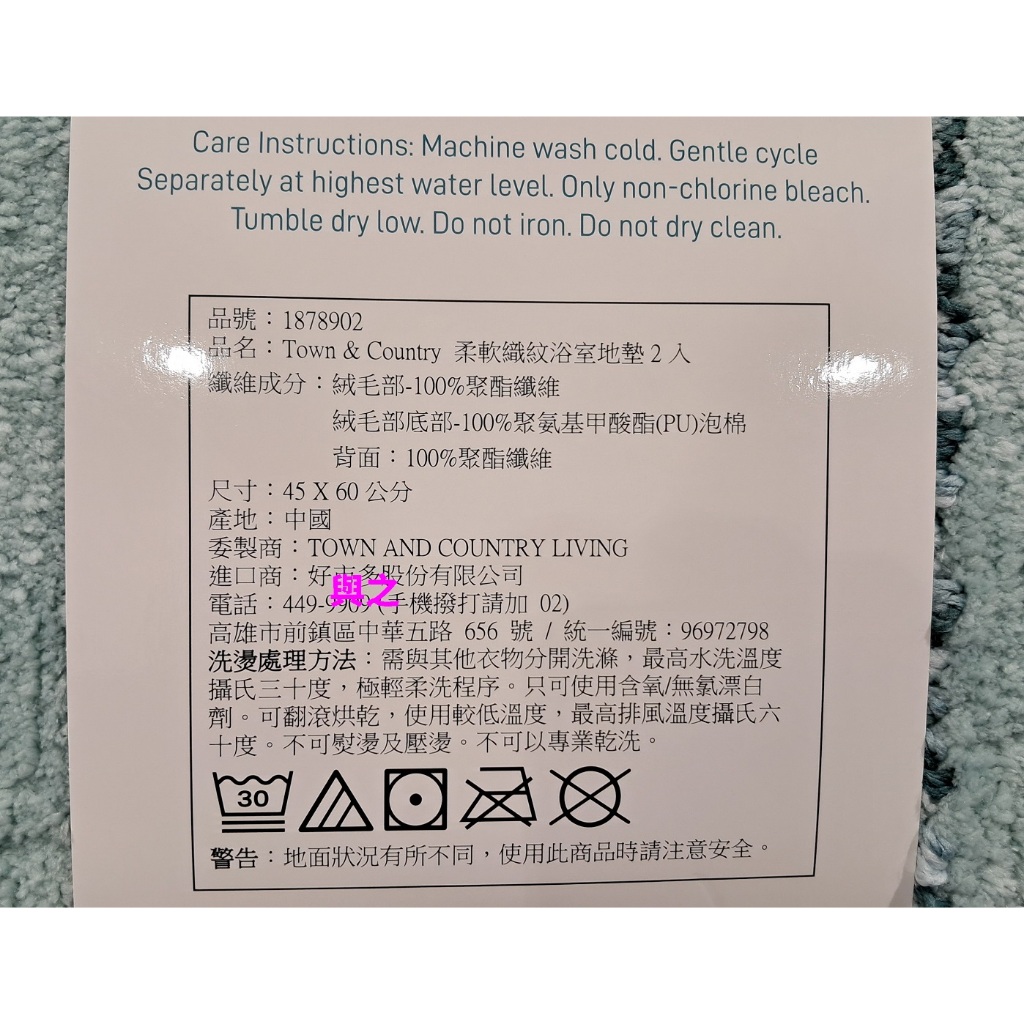 Care Instructions: Machine wash cold. Gentle cycle
Separately at highest water level. Only non-chlorine bleach.
Tumble dry low. Do not iron. Do not dry clean.
品號：1878902
品名：Town & Country 柔軟織紋浴室地墊 2 入
纖維成分：絨毛部-100%聚酯纖維
絨毛部底部-100%聚氨基甲酸酯(PU)泡棉
背面：100%聚酯纖維
尺寸：45 X 60 公分
產地：中國
委製商：TOWN AND COUNTRY LIVING
進口商：好市多股份有限公司
與之
電話：449-9909 (手機撥打請加 02)
高雄市前鎮區中華五路 656 號 / 統一編號：96972798
洗燙處理方法：需與其他衣物分開洗滌，最高水洗溫度
攝氏三十度，極輕柔洗程序。只可使用含氧/無氯漂白
劑。可翻滾烘乾，使用較低溫度，最高排風溫度攝氏六
十度。不可熨燙及壓燙。不可以專業乾洗。
30
警告：地面狀況有所不同，使用此商品時請注意安全。